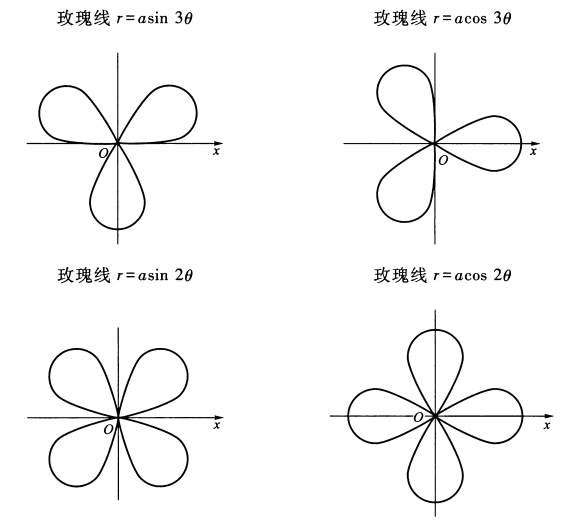 玫瑰线 r=asin 3θ
玫瑰线 r=acos 3θ
O
x
O
x
玫瑰线 r=asin 2θ
玫瑰线 r=acos 2θ
O
x
O
x